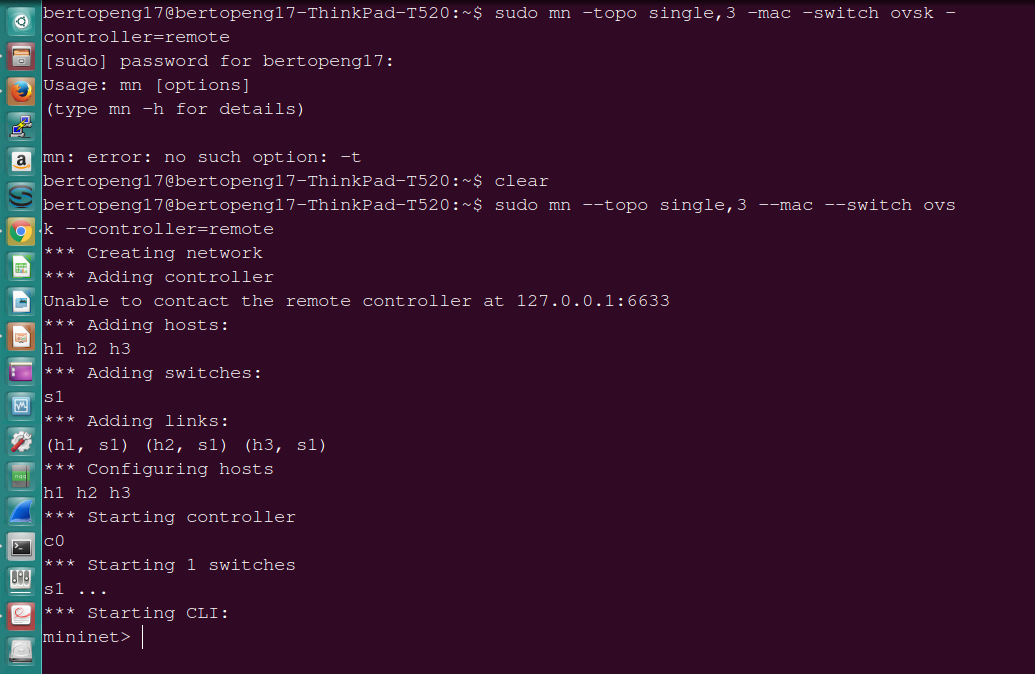 bertopeng17@bertopeng17-ThinkPad-T520:~$ sudo mn -topo single,3 -mac -switch ovsk -
controller=remote
[sudo] password for bertopeng17:
Usage: mn [options]
(type mn -h for details)
mn: error: no such option: -t
bertopeng17@bertopeng17-ThinkPad-T520:~$ clear
bertopeng17@bertopeng17-ThinkPad-T520:~$ sudo mn --topo single,3 --mac --switch ovs
k --controller=remote
*** Creating network
*** Adding controller
Unable to contact the remote controller at 127.0.0.1:6633
*** Adding hosts:
h1 h2 h3
*** Adding switches:
s1
*** Adding links:
(h1, s1) (h2, s1) (h3, s1)
*** Configuring hosts
h1 h2 h3
*** Starting controller
c0
*** Starting 1 switches
s1 ...
*** Starting CLI:
mininet>